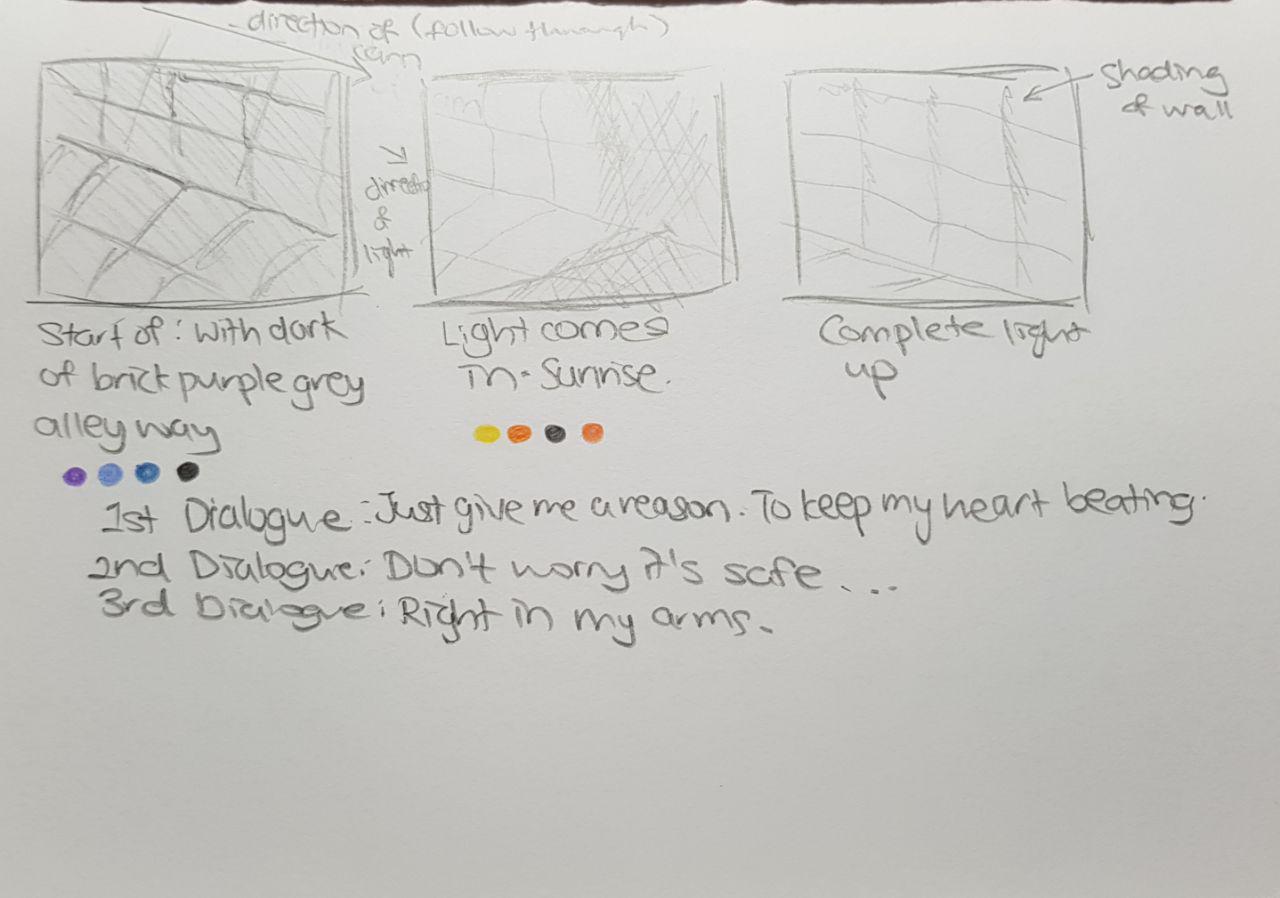 direction of (follow through)
direction
of
light
shading
of wall
Start of: with dark
of brick purple grey
alley way
Light comes
in - Sunrise.
Complete light
up
1st Dialogue: Just give me a reason. To keep my heart beating.
2nd Dialogue: Don't worry it's safe ...
3rd Dialogue: Right in my arms.